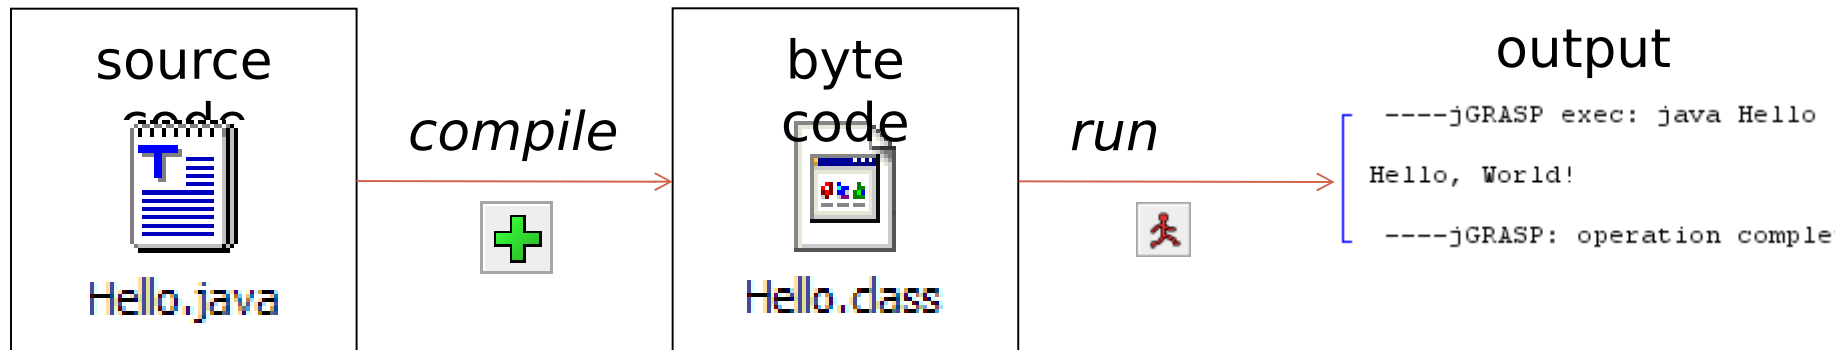 source
code
Hello.java
compile
byte
code
Hello.class
run
output
----jGRASP exec: java Hello
Hello, World!
----jGRASP: operation comple